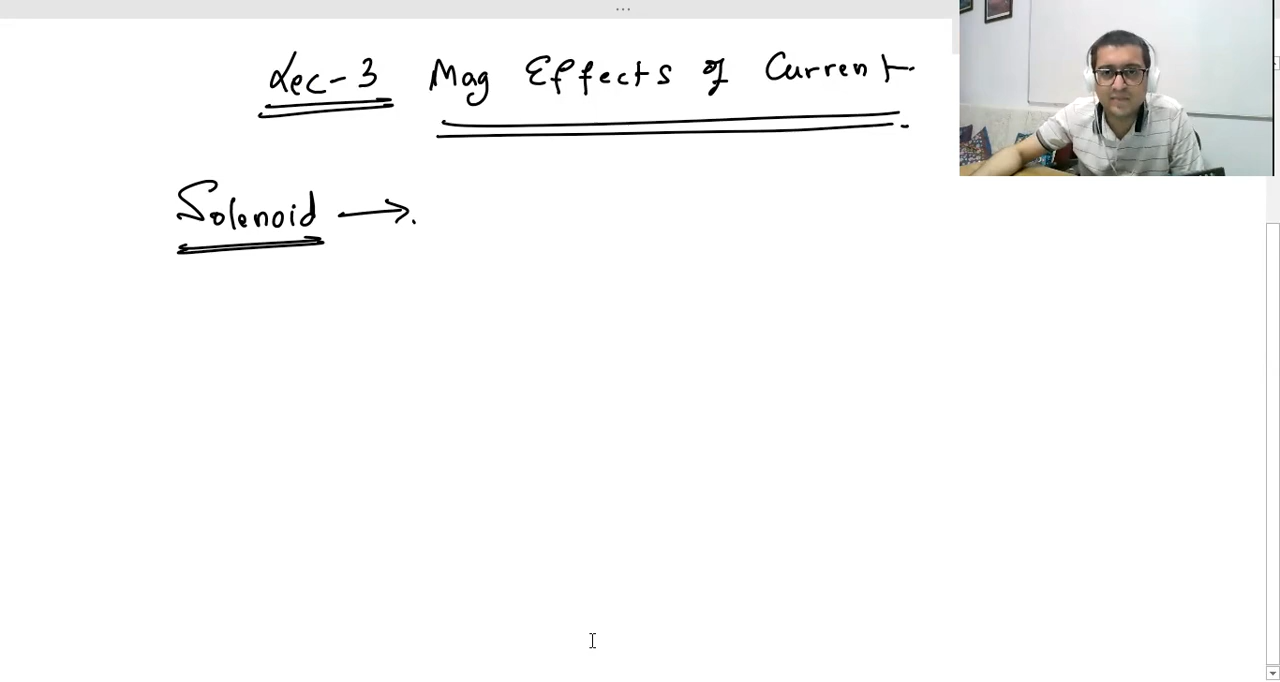 Lec-3 Mag Effects of Current.
Solenoid →.